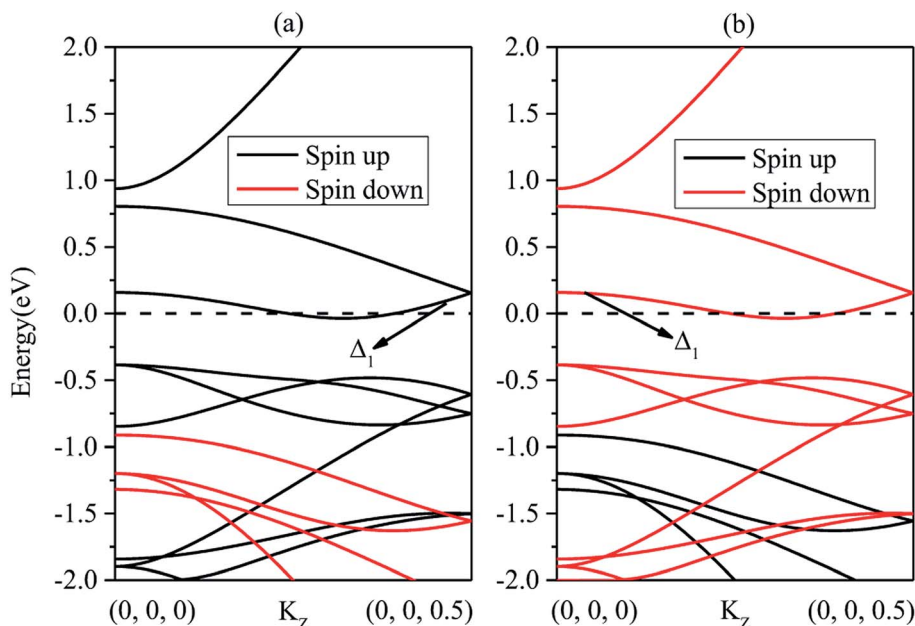 (a)
(b)
Energy(eV)
2.0
1.5
1.0
0.5
0.0
-0.5
-1.0
-1.5
-2.0
Spin up
Spin down
Δ₁
(0, 0, 0) K_Z (0, 0, 0.5)
2.0
1.5
1.0
0.5
0.0
-0.5
-1.0
-1.5
-2.0
Spin up
Spin down
Δ₁
(0, 0, 0) K_Z (0, 0, 0.5)